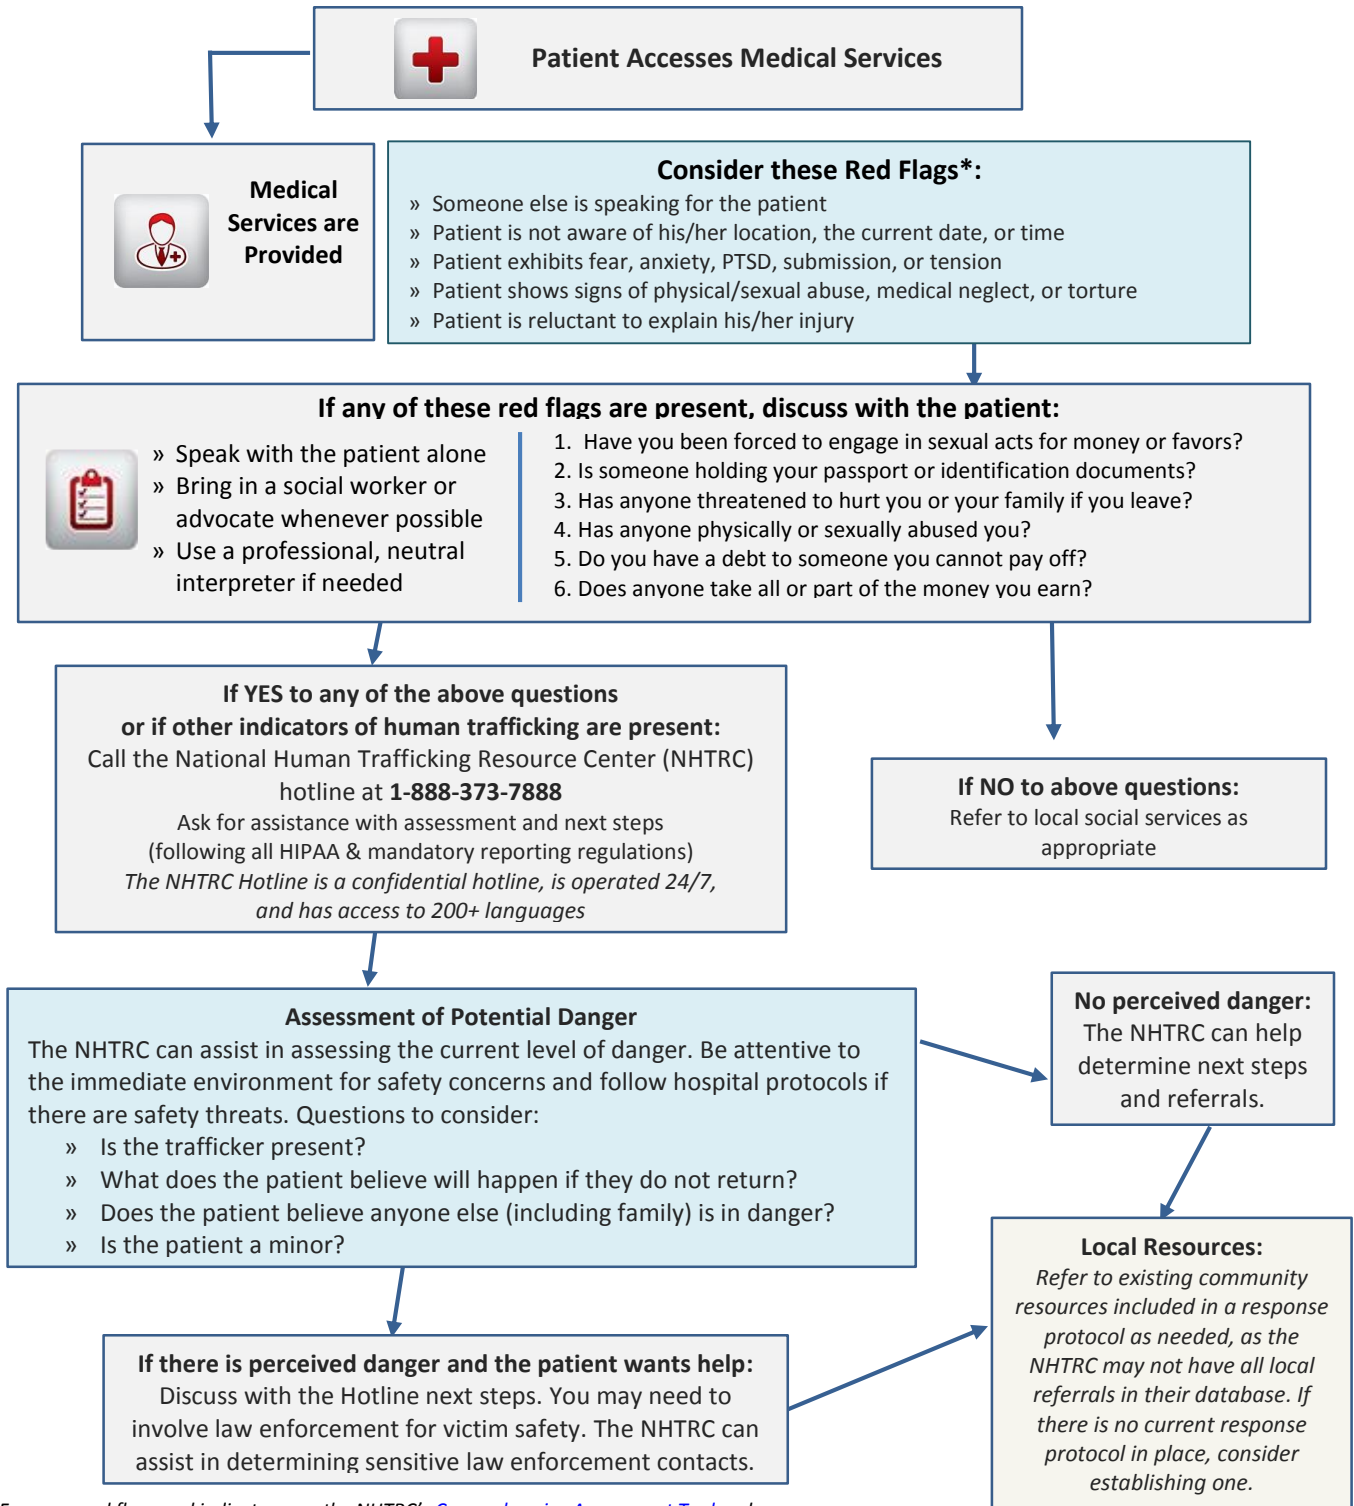 Patient Accesses Medical Services
Medical
Services are
Provided
Consider these Red Flags*:
» Someone else is speaking for the patient
» Patient is not aware of his/her location, the current date, or time
» Patient exhibits fear, anxiety, PTSD, submission, or tension
» Patient shows signs of physical/sexual abuse, medical neglect, or torture
» Patient is reluctant to explain his/her injury
If any of these red flags are present, discuss with the patient:
» Speak with the patient alone
» Bring in a social worker or
advocate whenever possible
» Use a professional, neutral
interpreter if needed
1. Have you been forced to engage in sexual acts for money or favors?
2. Is someone holding your passport or identification documents?
3. Has anyone threatened to hurt you or your family if you leave?
4. Has anyone physically or sexually abused you?
5. Do you have a debt to someone you cannot pay off?
6. Does anyone take all or part of the money you earn?
If YES to any of the above questions
or if other indicators of human trafficking are present:
Call the National Human Trafficking Resource Center (NHTRC)
hotline at 1-888-373-7888
Ask for assistance with assessment and next steps
(following all HIPAA & mandatory reporting regulations)
The NHTRC Hotline is a confidential hotline, is operated 24/7,
and has access to 200+ languages
If NO to above questions:
Refer to local social services as
appropriate
Assessment of Potential Danger
The NHTRC can assist in assessing the current level of danger. Be attentive to
the immediate environment for safety concerns and follow hospital protocols if
there are safety threats. Questions to consider:
» Is the trafficker present?
» What does the patient believe will happen if they do not return?
» Does the patient believe anyone else (including family) is in danger?
» Is the patient a minor?
No perceived danger:
The NHTRC can help
determine next steps
and referrals.
If there is perceived danger and the patient wants help:
Discuss with the Hotline next steps. You may need to
involve law enforcement for victim safety. The NHTRC can
assist in determining sensitive law enforcement contacts.
Local Resources:
Refer to existing community
resources included in a response
protocol as needed, as the
NHTRC may not have all local
referrals in their database. If
there is no current response
protocol in place, consider
establishing one.